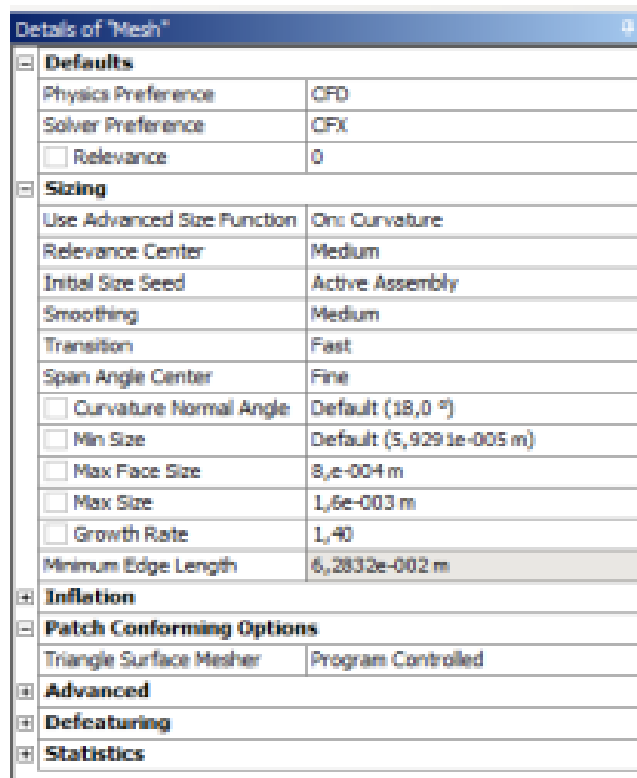 Details of "Mesh"
Defaults
Physics Preference CFD
Solver Preference CFX
Relevance 0
Sizing
Use Advanced Size Function On: Curvature
Relevance Center Medium
Initial Size Seed Active Assembly
Smoothing Medium
Transition Fast
Span Angle Center Fine
Curvature Normal Angle Default (18,0 °)
Min Size Default (5,9291e-005 m)
Max Face Size 8,e-004 m
Max Size 1,6e-003 m
Growth Rate 1,40
Minimum Edge Length 6,2832e-002 m
Inflation
Patch Conforming Options
Triangle Surface Mesher Program Controlled
Advanced
Defeaturing
Statistics